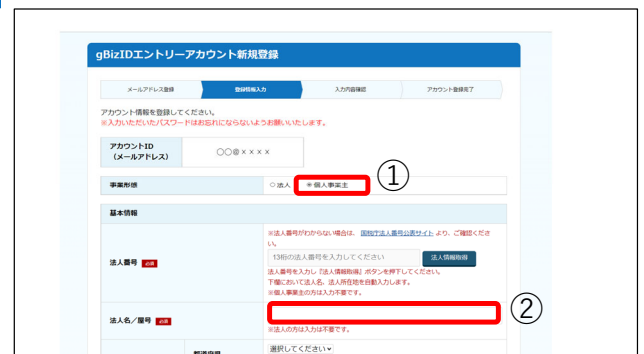 gBizIDエントリーアカウント新規登録
メールアドレス登録
登録情報入力
入力内容確認
アカウント登録完了
アカウント情報を登録してください。
※入力いただいたパスワードはお忘れにならないようお願いいたします。
アカウントID
(メールアドレス)
○○@××××
事業形態
法人
個人事業主
①
基本情報
※法人番号がわからない場合は、国税庁法人番号公表サイト より、ご確認くださ
い。
法人番号 必須
13桁の法人番号を入力してください
法人情報取得
法人番号を入力し『法人情報取得』ボタンを押下してください。
下欄において法人名、法人所在地を自動入力します。
※個人事業主の方は入力不要です。
②
法人名/屋号 必須
※法人の方は入力は不要です。
都道府県
選択してください